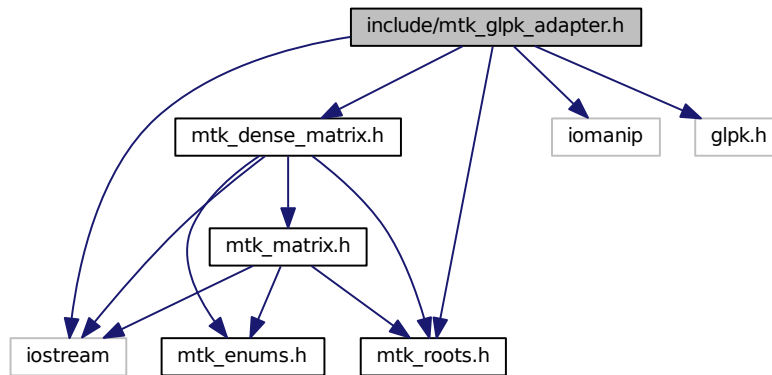 include/mtk_glpk_adapter.h
mtk_dense_matrix.h
iomanip
glpk.h
mtk_matrix.h
iostream
mtk_enums.h
mtk_roots.h